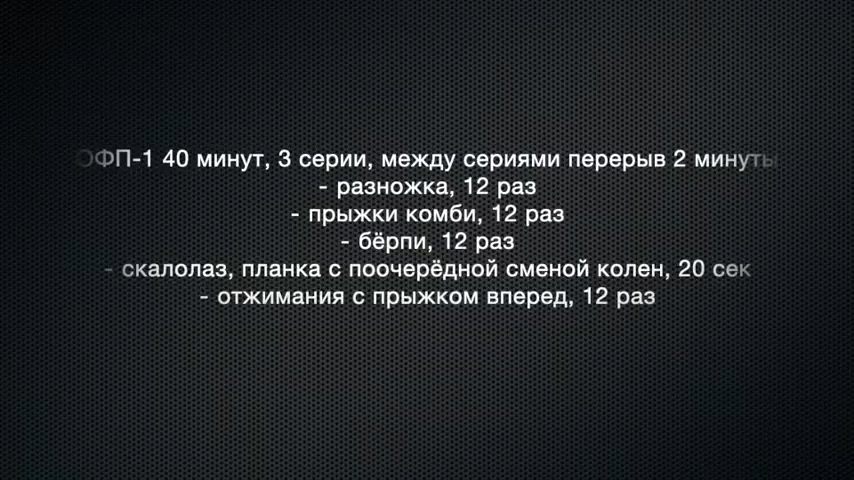 ОФП-1 40 минут, 3 серии, между сериями перерыв 2 минуты
- разножка, 12 раз
- прыжки комби, 12 раз
- бёрпи, 12 раз
- скалолаз, планка с поочерёдной сменой колен, 20 сек
- отжимания с прыжком вперед, 12 раз